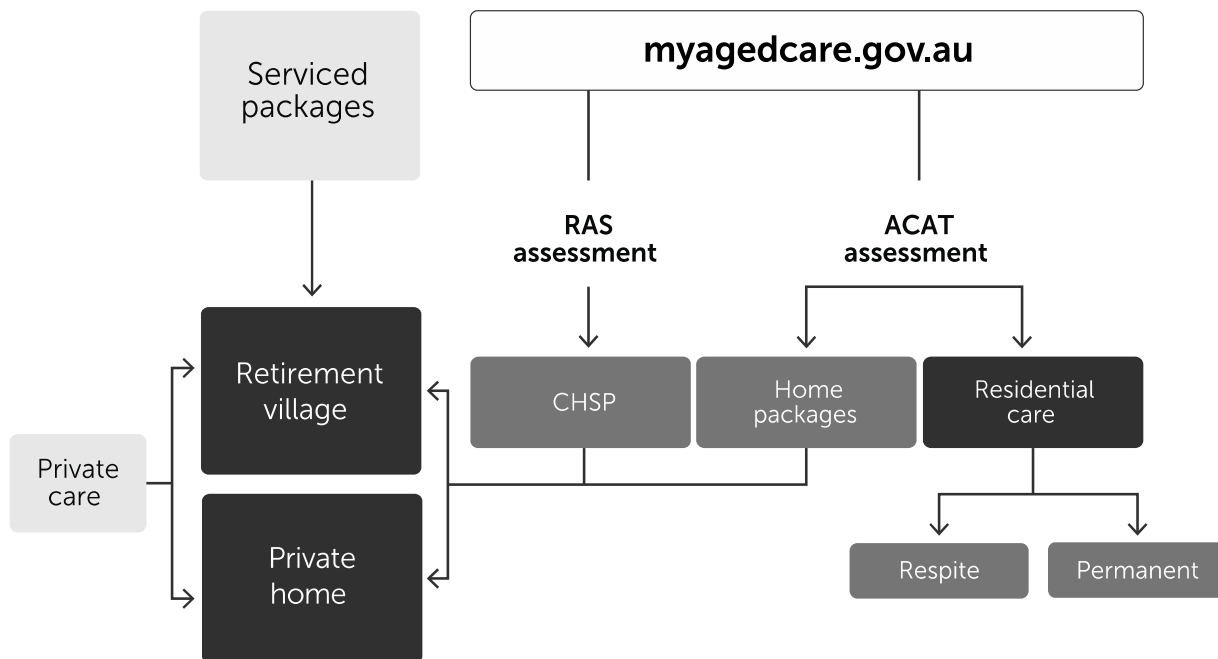 Serviced
packages
myagedcare.gov.au
RAS
assessment
ACAT
assessment
Retirement
village
CHSP
Home
packages
Residential
care
Private
care
Private
home
Respite
Permanent